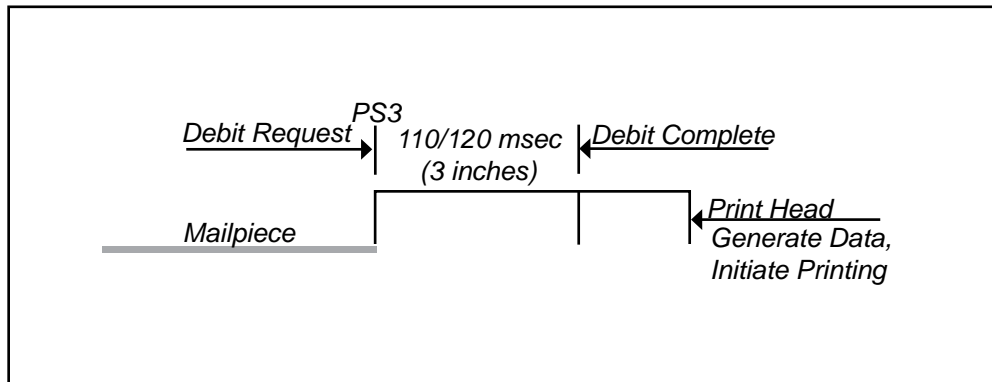 PS3
Debit Request
110/120 msec
(3 inches)
Debit Complete
Mailpiece
Print Head
Generate Data,
Initiate Printing